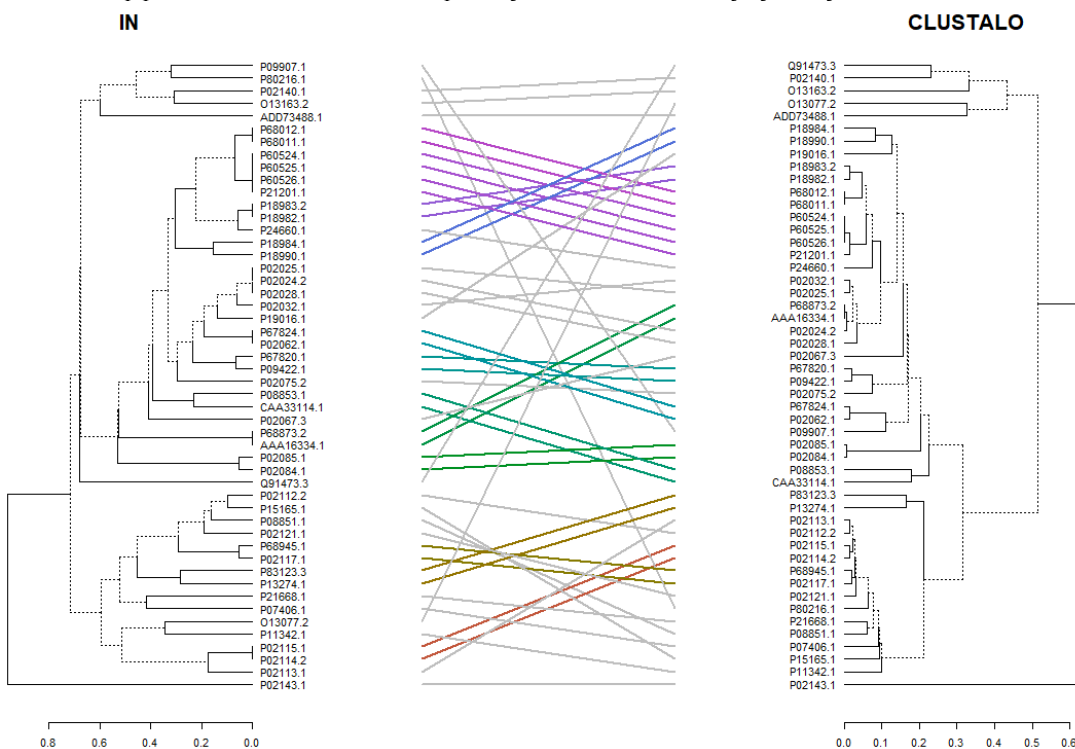 IN
CLUSTALO
P09907.1
P80216.1
P02140.1
O13163.2
ADD73488.1
P68012.1
P68011.1
P60524.1
P60525.1
P60526.1
P21201.1
P18983.2
P18982.1
P24660.1
P18984.1
P18990.1
P02025.1
P02024.2
P02028.1
P02032.1
P19016.1
P67824.1
P02062.1
P67820.1
P09422.1
P02075.2
P08853.1
CAA33114.1
P02067.3
P68873.2
AAA16334.1
P02085.1
P02084.1
Q91473.3
P02112.2
P15165.1
P08851.1
P02121.1
P68945.1
P02117.1
P83123.3
P13274.1
P21668.1
P07406.1
O13077.2
P11342.1
P02115.1
P02114.2
P02113.1
P02143.1
0.8 0.6 0.4 0.2 0.0
Q91473.3
P02140.1
O13163.2
O13077.2
ADD73488.1
P18984.1
P18990.1
P19016.1
P18983.2
P18982.1
P68012.1
P68011.1
P60524.1
P60525.1
P60526.1
P21201.1
P24660.1
P02032.1
P02025.1
P68873.2
AAA16334.1
P02024.2
P02028.1
P02067.3
P67820.1
P09422.1
P02075.2
P67824.1
P02062.1
P09907.1
P02085.1
P02084.1
P08853.1
CAA33114.1
P83123.3
P13274.1
P02113.1
P02112.2
P02115.1
P02114.2
P68945.1
P02117.1
P02121.1
P80216.1
P21668.1
P08851.1
P07406.1
P15165.1
P11342.1
P02143.1
0.0 0.1 0.2 0.3 0.4 0.5 0.6